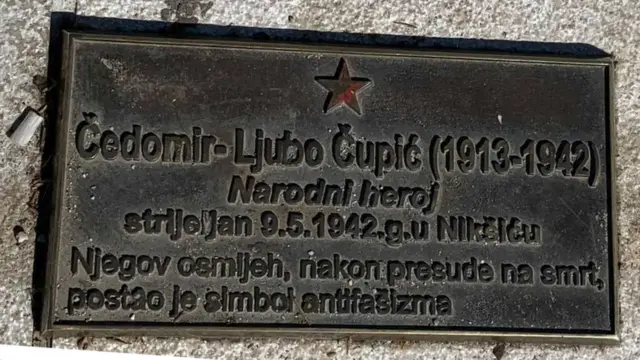 Čedomir- Ljubo Čupić (1913-1942)
Narodni heroj
strijeljan 9.5.1942.g.u Nikšiću
Njegov osmijeh, nakon presude na smrt,
postao je simbol antifašizma